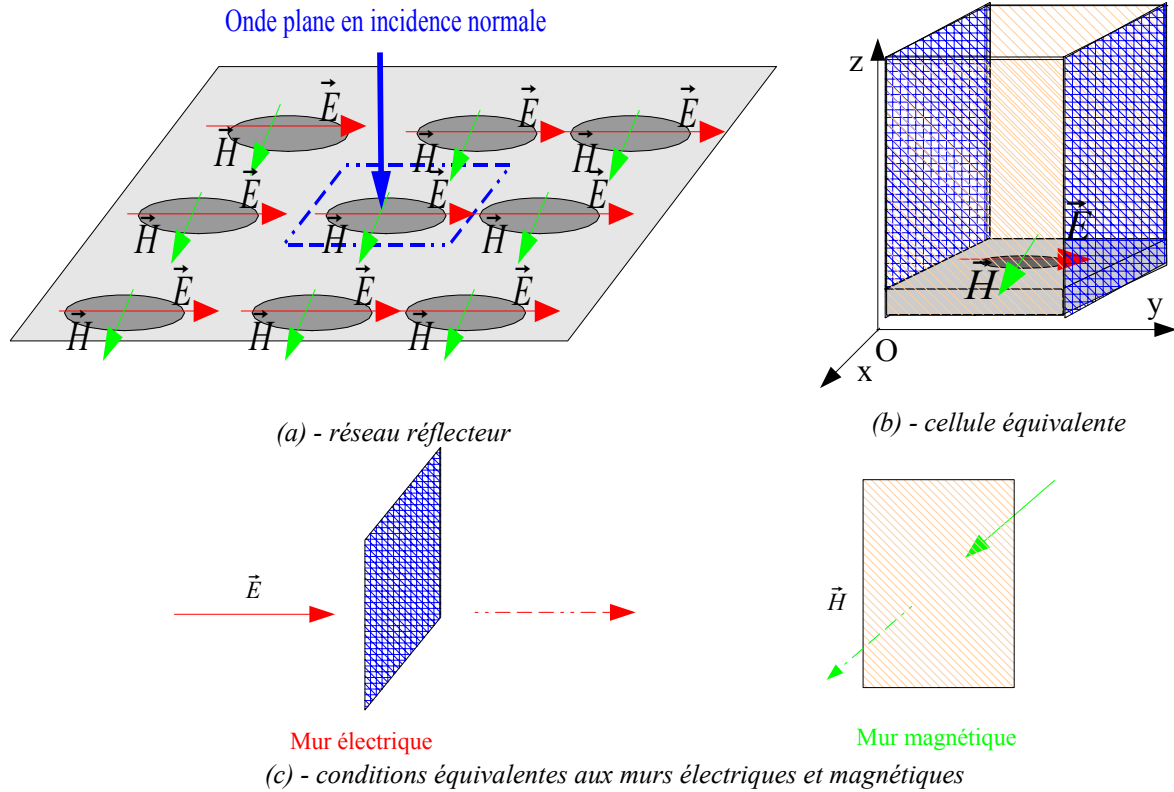 Onde plane en incidence normale
E
H
E
H
E
H
E
H
E
H
E
H
E
H
E
H
E
H
(a) - réseau réflecteur
z
E
H
y
O
x
(b) - cellule équivalente
E
Mur électrique
H
Mur magnétique
(c) - conditions équivalentes aux murs électriques et magnétiques